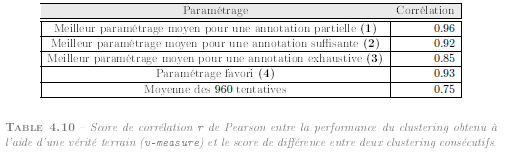 Paramétrage Corrélation
Meilleur paramétrage moyen pour une annotation partielle (1) 0.96
Meilleur paramétrage moyen pour une annotation suffisante (2) 0.92
Meilleur paramétrage moyen pour une annotation exhaustive (3) 0.85
Paramétrage favori (4) 0.93
Moyenne des 960 tentatives 0.75
TABLE 4.10 – Score de corrélation r de Pearson entre la performance du clustering obtenu à
l'aide d'une vérité terrain (v-measure) et le score de différence entre deux clustering consécutifs.